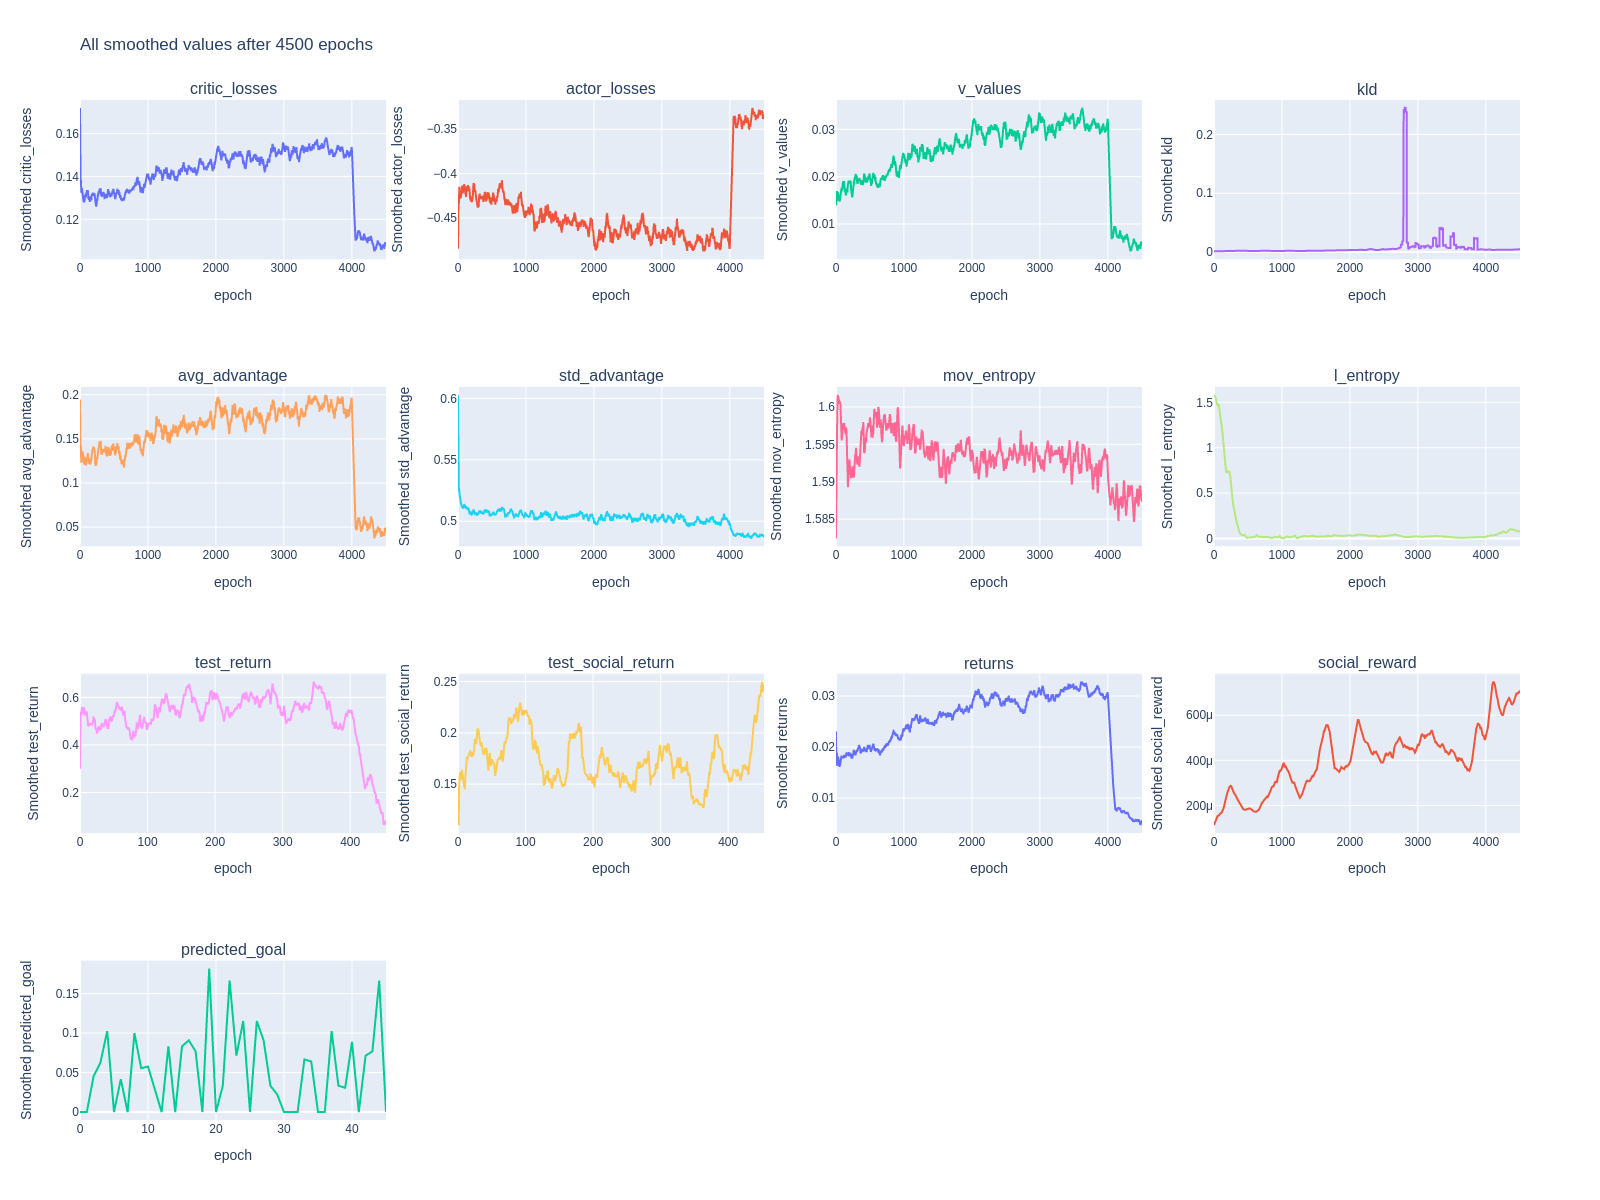 All smoothed values after 4500 epochs
critic_losses
actor_losses
v_values
kld
Smoothed critic_losses
0.12
0.14
0.16
0 1000 2000 3000 4000
epoch
Smoothed actor_losses
−0.45
−0.4
−0.35
0 1000 2000 3000 4000
epoch
Smoothed v_values
0.01
0.02
0.03
0 1000 2000 3000 4000
epoch
Smoothed kld
0
0.1
0.2
0 1000 2000 3000 4000
epoch
avg_advantage
std_advantage
mov_entropy
l_entropy
Smoothed avg_advantage
0.05
0.1
0.15
0.2
0 1000 2000 3000 4000
epoch
Smoothed std_advantage
0.5
0.55
0.6
0 1000 2000 3000 4000
epoch
Smoothed mov_entropy
1.585
1.59
1.595
1.6
0 1000 2000 3000 4000
epoch
Smoothed l_entropy
0
0.5
1
1.5
0 1000 2000 3000 4000
epoch
test_return
test_social_return
returns
social_reward
Smoothed test_return
0.2
0.4
0.6
0 100 200 300 400
epoch
Smoothed test_social_return
0.15
0.2
0.25
0 100 200 300 400
epoch
Smoothed returns
0.01
0.02
0.03
0 1000 2000 3000 4000
epoch
Smoothed social_reward
200μ
400μ
600μ
0 1000 2000 3000 4000
epoch
predicted_goal
Smoothed predicted_goal
0
0.05
0.1
0.15
0 10 20 30 40
epoch